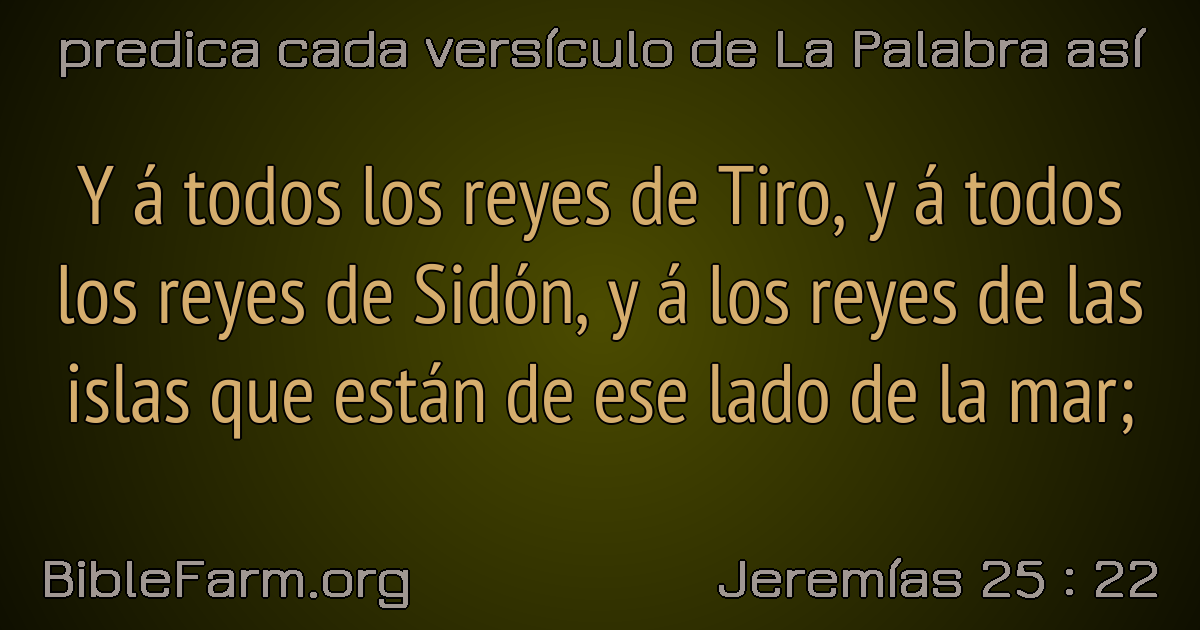 predica cada versículo de La Palabra así
Y á todos los reyes de Tiro, y á todos
los reyes de Sidón, y á los reyes de las
islas que están de ese lado de la mar;
BibleFarm.org
Jeremías 25 : 22